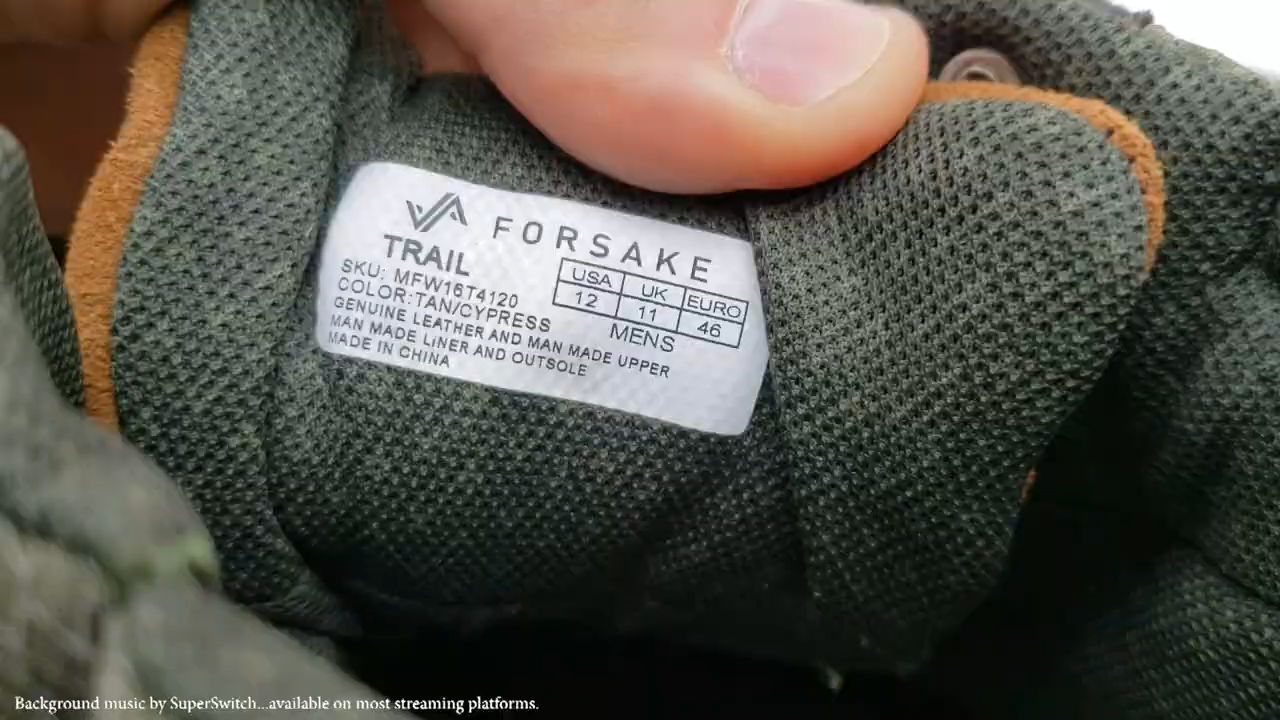 FORSAKE
TRAIL
SKU: MFW16T4120
COLOR:TAN/CYPRESS
GENUINE LEATHER AND MAN MADE UPPER
MAN MADE LINER AND OUTSOLE
MADE IN CHINA
USA UK EURO
12 11 46
MENS
Background music by SuperSwitch...available on most streaming platforms.